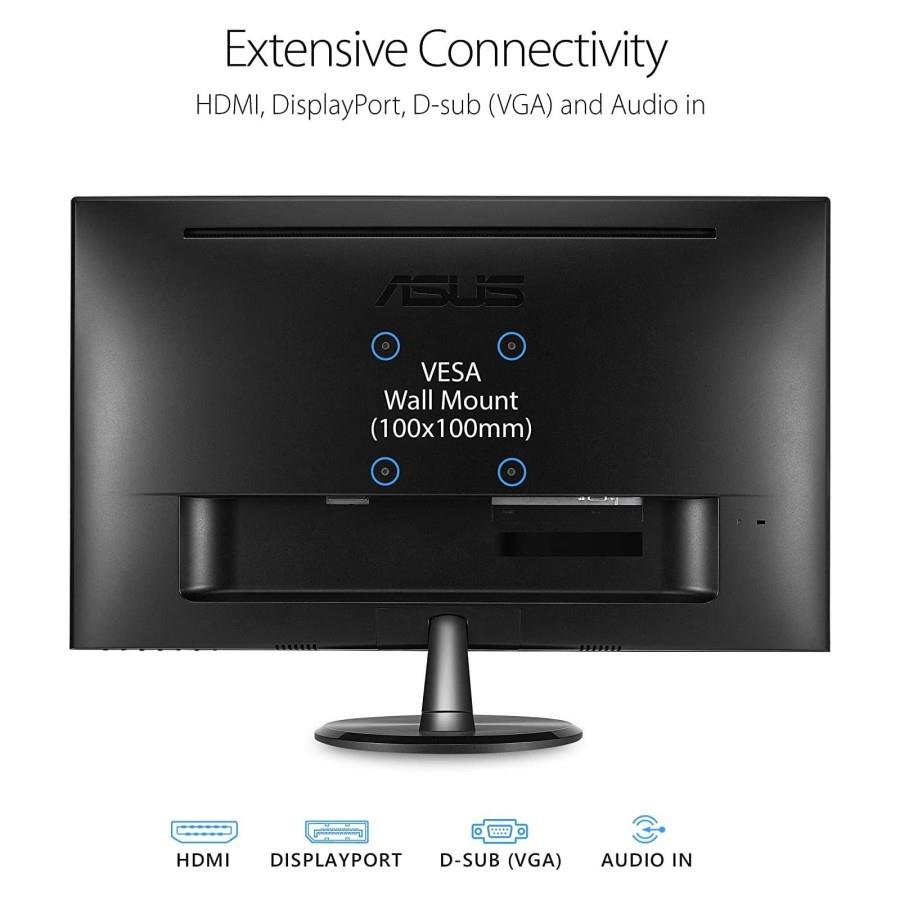 Extensive Connectivity
HDMI, DisplayPort, D-sub (VGA) and Audio in
ASUS
VESA
Wall Mount
(100x100mm)
HDMI
DISPLAYPORT
D-SUB (VGA)
AUDIO IN